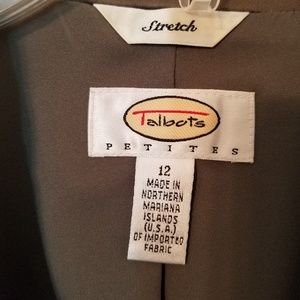 Stretch
Talbots
PETITES
12
MADE IN
NORTHERN
MARIANA
ISLANDS
(U.S.A.)
OF IMPORTED
FABRIC